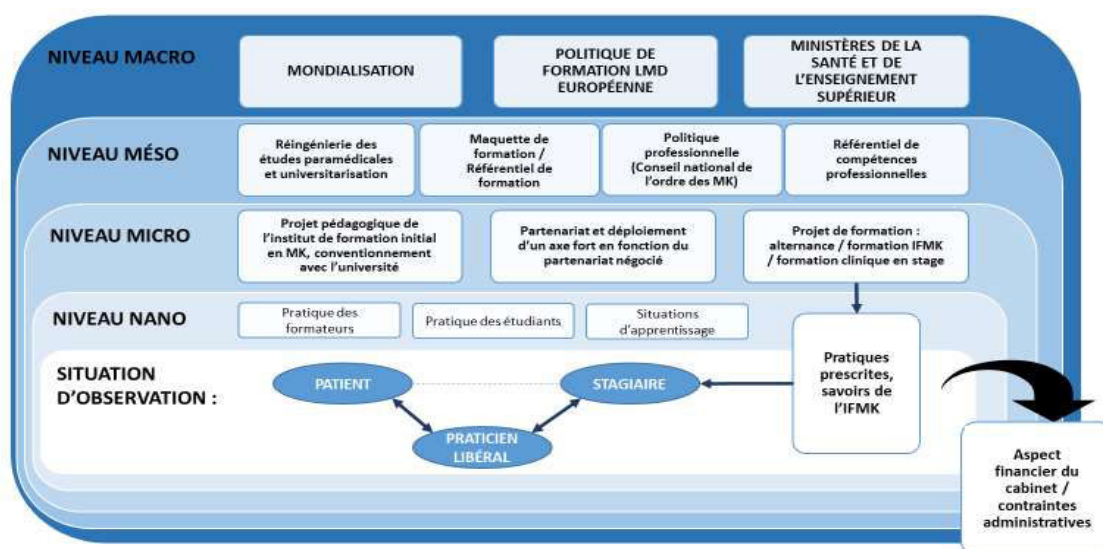 NIVEAU MACRO
MONDIALISATION
POLITIQUE DE
FORMATION LMD
EUROPÉENNE
MINISTÈRES DE LA
SANTÉ ET DE
L'ENSEIGNEMENT
SUPÉRIEUR
NIVEAU MÉSO
Réingénierie des
études paramédicales
et universitarisation
Maquette de
formation /
Référentiel de
formation
Politique
professionnelle
(Conseil national de
l'ordre des MK)
Référentiel de
compétences
professionnelles
NIVEAU MICRO
Projet pédagogique de
l'institut de formation initial
en MK, conventionnement
avec l'université
Partenariat et déploiement
d'un axe fort en fonction du
partenariat négocié
Projet de formation :
alternance / formation IFMK
/ formation clinique en stage
NIVEAU NANO
Pratique des
formateurs
Pratique des étudiants
Situations
d'apprentissage
Pratiques
prescrites,
savoirs de
l'IFMK
SITUATION
D'OBSERVATION :
PATIENT
STAGIAIRE
PRATICIEN
LIBÉRAL
Aspect
financier du
cabinet /
contraintes
administratives